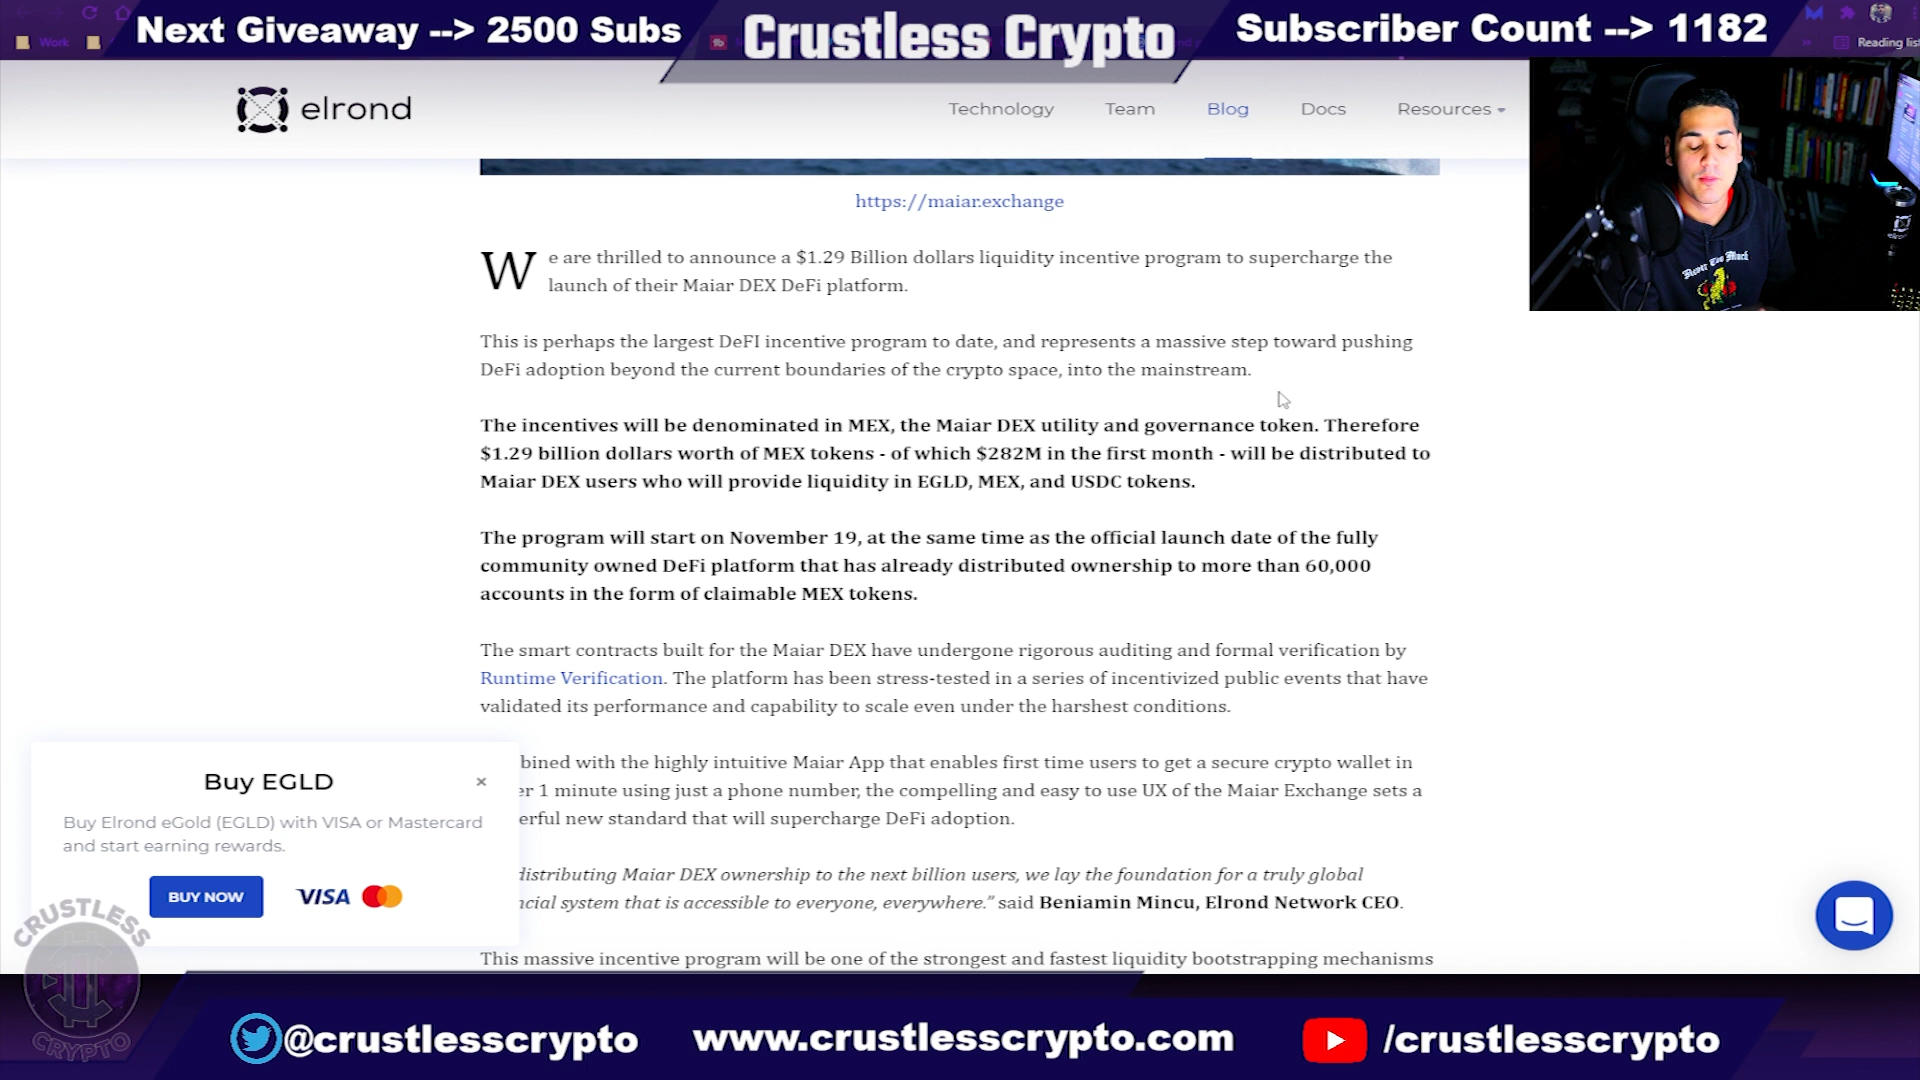 Next Giveaway --> 2500 Subs
Crustless Crypto
Subscriber Count --> 1182
Work
Reading list
elrond
Technology
Team
Blog
Docs
Resources
https://maiar.exchange
We are thrilled to announce a $1.29 Billion dollars liquidity incentive program to supercharge the
launch of their Maiar DEX DeFi platform.
This is perhaps the largest DeFI incentive program to date, and represents a massive step toward pushing
DeFi adoption beyond the current boundaries of the crypto space, into the mainstream.
The incentives will be denominated in MEX, the Maiar DEX utility and governance token. Therefore
$1.29 billion dollars worth of MEX tokens - of which $282M in the first month - will be distributed to
Maiar DEX users who will provide liquidity in EGLD, MEX, and USDC tokens.
The program will start on November 19, at the same time as the official launch date of the fully
community owned DeFi platform that has already distributed ownership to more than 60,000
accounts in the form of claimable MEX tokens.
The smart contracts built for the Maiar DEX have undergone rigorous auditing and formal verification by
Runtime Verification. The platform has been stress-tested in a series of incentivized public events that have
validated its performance and capability to scale even under the harshest conditions.
bined with the highly intuitive Maiar App that enables first time users to get a secure crypto wallet in
er 1 minute using just a phone number, the compelling and easy to use UX of the Maiar Exchange sets a
erful new standard that will supercharge DeFi adoption.
distributing Maiar DEX ownership to the next billion users, we lay the foundation for a truly global
ncial system that is accessible to everyone, everywhere.” said Beniamin Mincu, Elrond Network CEO.
This massive incentive program will be one of the strongest and fastest liquidity bootstrapping mechanisms
Buy EGLD
×
Buy Elrond eGold (EGLD) with VISA or Mastercard
and start earning rewards.
BUY NOW
VISA
CRUSTLESS
CRYPTO
@crustlesscrypto
www.crustlesscrypto.com
/crustlesscrypto